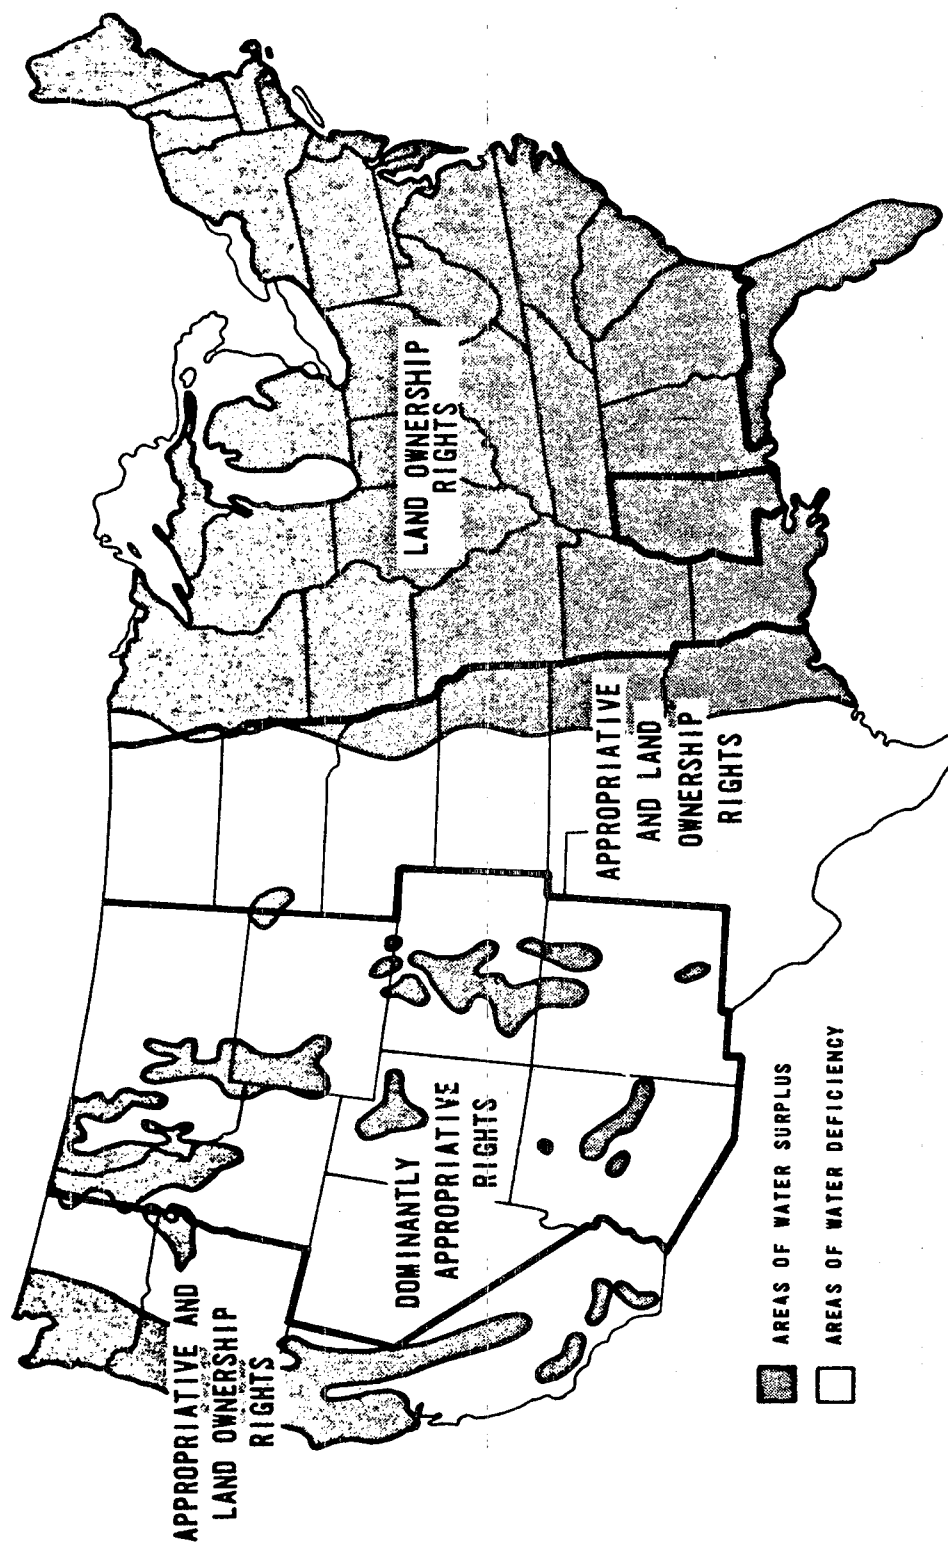 APPROPRIATIVE AND
LAND OWNERSHIP
RIGHTS
DOMINANTLY
APPROPRIATIVE
RIGHTS
APPROPRIATIVE
AND LAND
OWNERSHIP
RIGHTS
LAND OWNERSHIP
RIGHTS
AREAS OF WATER SURPLUS
AREAS OF WATER DEFICIENCY